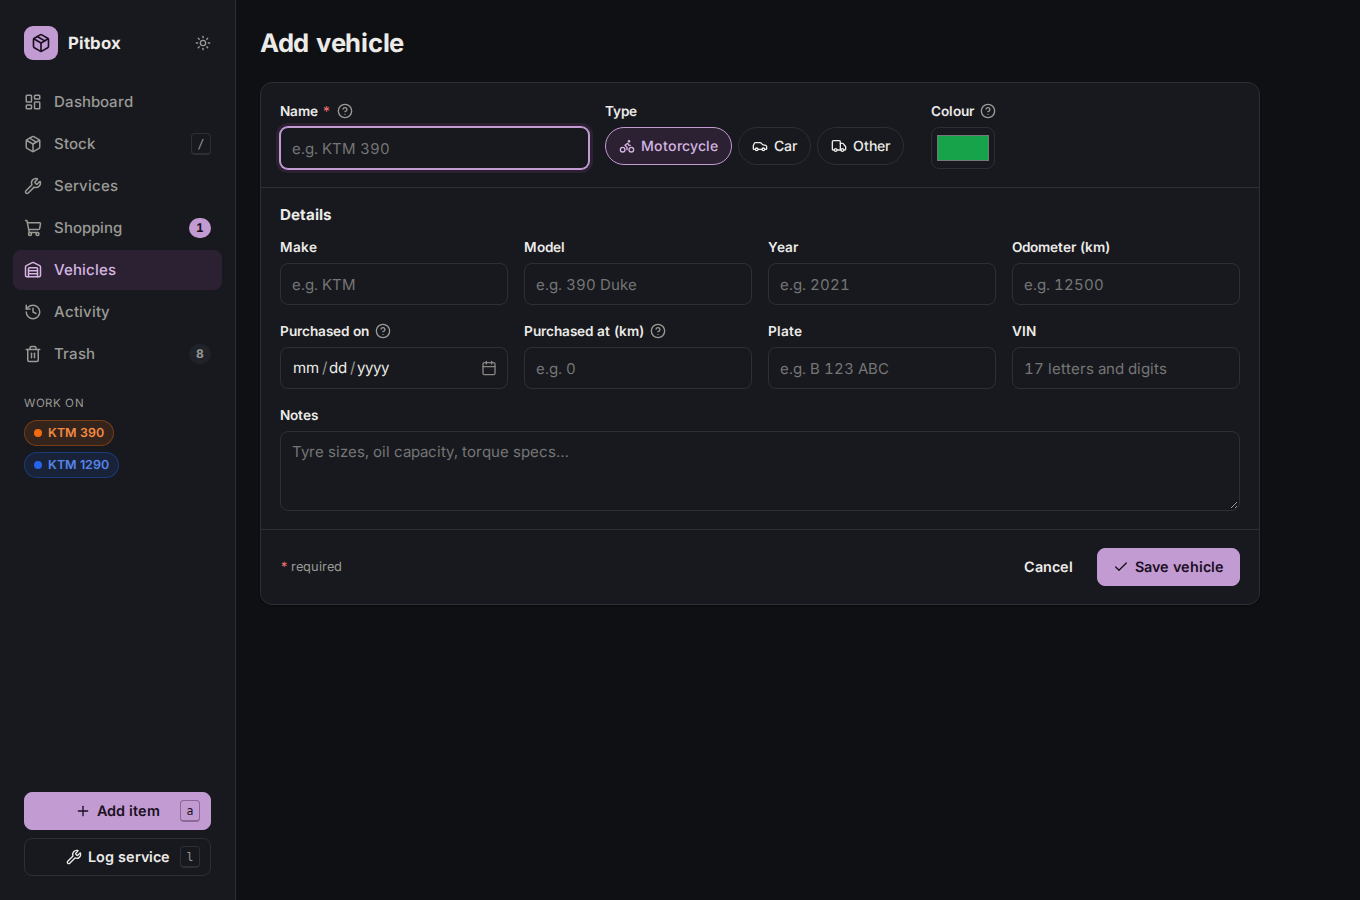 Pitbox
Dashboard
Stock /
Services
Shopping 1
Vehicles
Activity
Trash 8
WORK ON
KTM 390
KTM 1290
Add item a
Log service l
Add vehicle
Name * Type Colour
e.g. KTM 390 Motorcycle Car Other
Details
Make Model Year Odometer (km)
e.g. KTM e.g. 390 Duke e.g. 2021 e.g. 12500
Purchased on Purchased at (km) Plate VIN
mm/dd/yyyy e.g. 0 e.g. B 123 ABC 17 letters and digits
Notes
Tyre sizes, oil capacity, torque specs...
* required Cancel Save vehicle